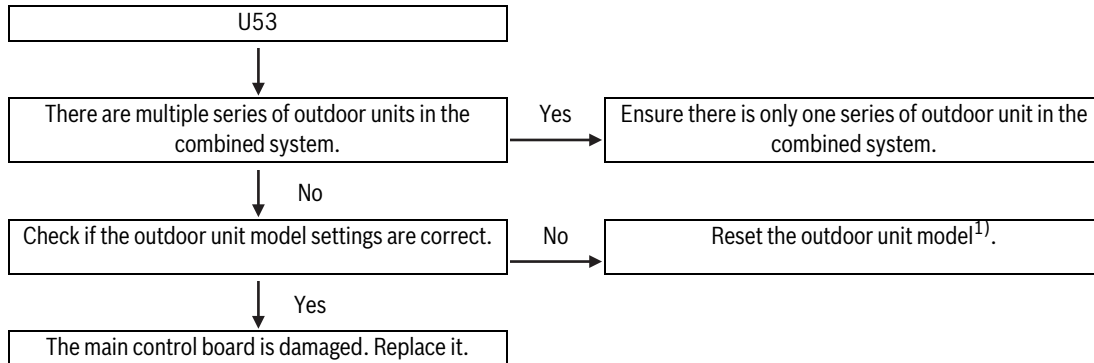 U53
There are multiple series of outdoor units in the
combined system.
Yes
Ensure there is only one series of outdoor unit in the
combined system.
No
Check if the outdoor unit model settings are correct.
No
Reset the outdoor unit model1).
Yes
The main control board is damaged. Replace it.